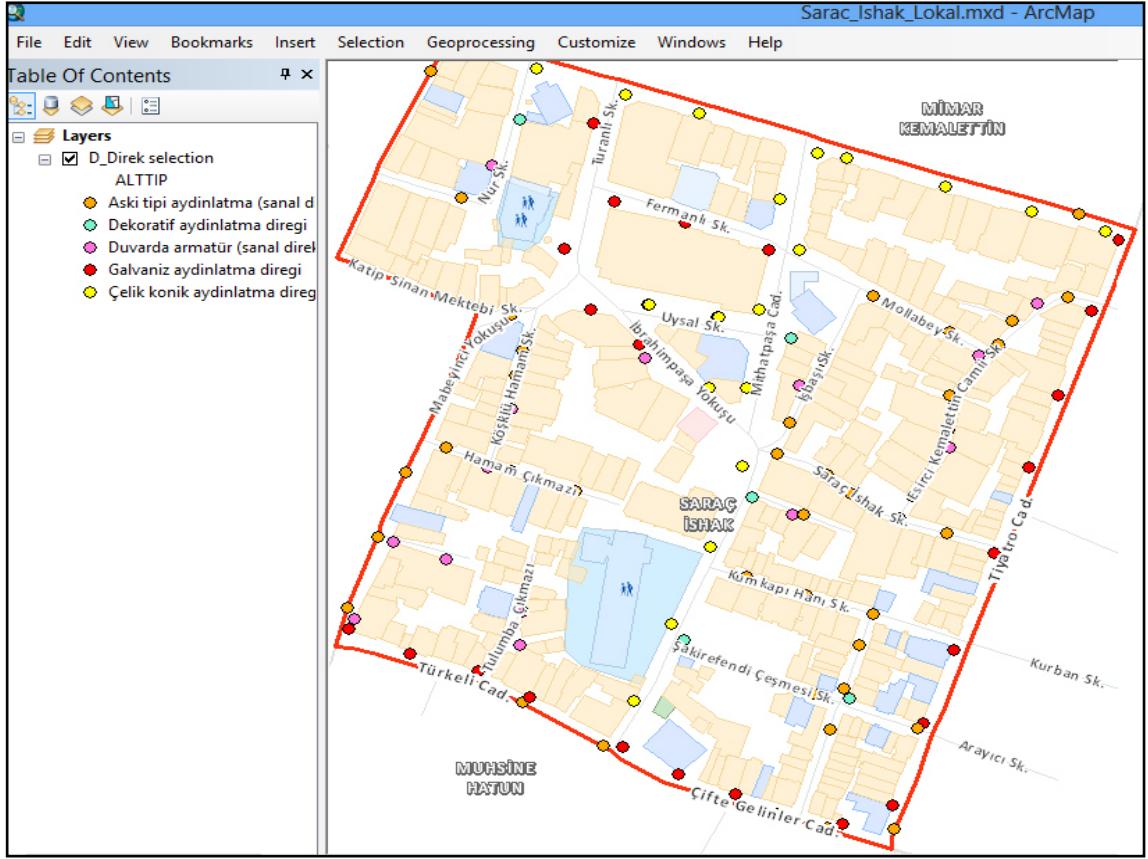 Sarac_Ishak_Lokal.mxd - ArcMap
File Edit View Bookmarks Insert Selection Geoprocessing Customize Windows Help
Table Of Contents
Layers
D_Direk selection
ALTTIP
Aski tipi aydinlatma (sanal d
Dekoratif aydinlatma diregi
Duvarda armatür (sanal direk
Galvaniz aydinlatma diregi
Çelik konik aydinlatma direg
MİMAR
KEMALETTİN
Turanlı Sk.
Nur Sk.
Fermanlı Sk.
Katip Sinan Mektebi Sk.
Mollabey Sk.
Uysal Sk.
İbrahimpaşa Yokuşu
Mithatpaşa Cad.
İşbaşı Sk.
Mabeyinci Yokuşu
Köşklü Hamam Sk.
Esirci Kemalettin Camii Sk.
Hamam Çıkmazı
Saraç İshak Sk.
SARAÇ
İSHAK
Tiyatro Cad.
Kumkapı Hanı Sk.
Tulumba Çıkmazı
Şakirefendi Çeşmesi Sk.
Kurban Sk.
Türkeli Cad.
Arayıcı Sk.
MUHSİNE
HATUN
Çifte Gelinler Cad.